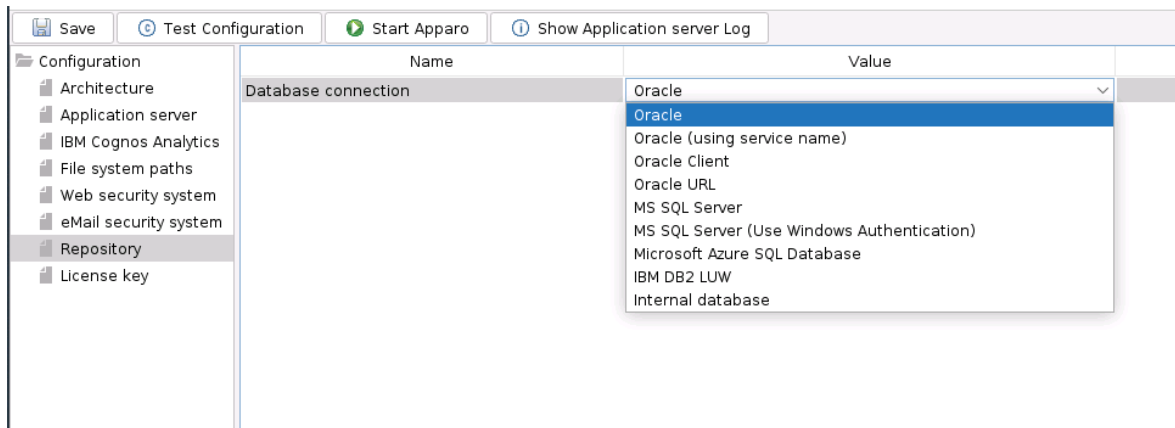 Save
Test Configuration
Start Apparo
Show Application server Log
Configuration
Architecture
Application server
IBM Cognos Analytics
File system paths
Web security system
eMail security system
Repository
License key
Name
Value
Database connection
Oracle
Oracle
Oracle (using service name)
Oracle Client
Oracle URL
MS SQL Server
MS SQL Server (Use Windows Authentication)
Microsoft Azure SQL Database
IBM DB2 LUW
Internal database